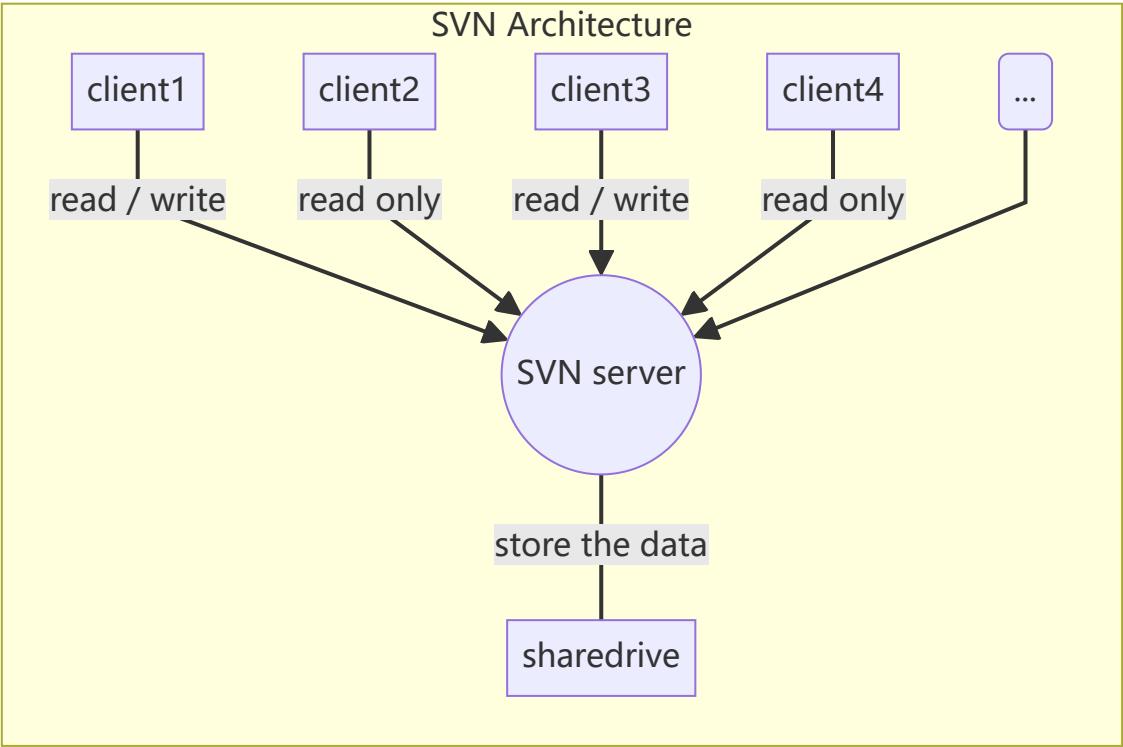 SVN Architecture
client1
client2
client3
client4
...
read / write
read only
read / write
read only
SVN server
store the data
sharedrive